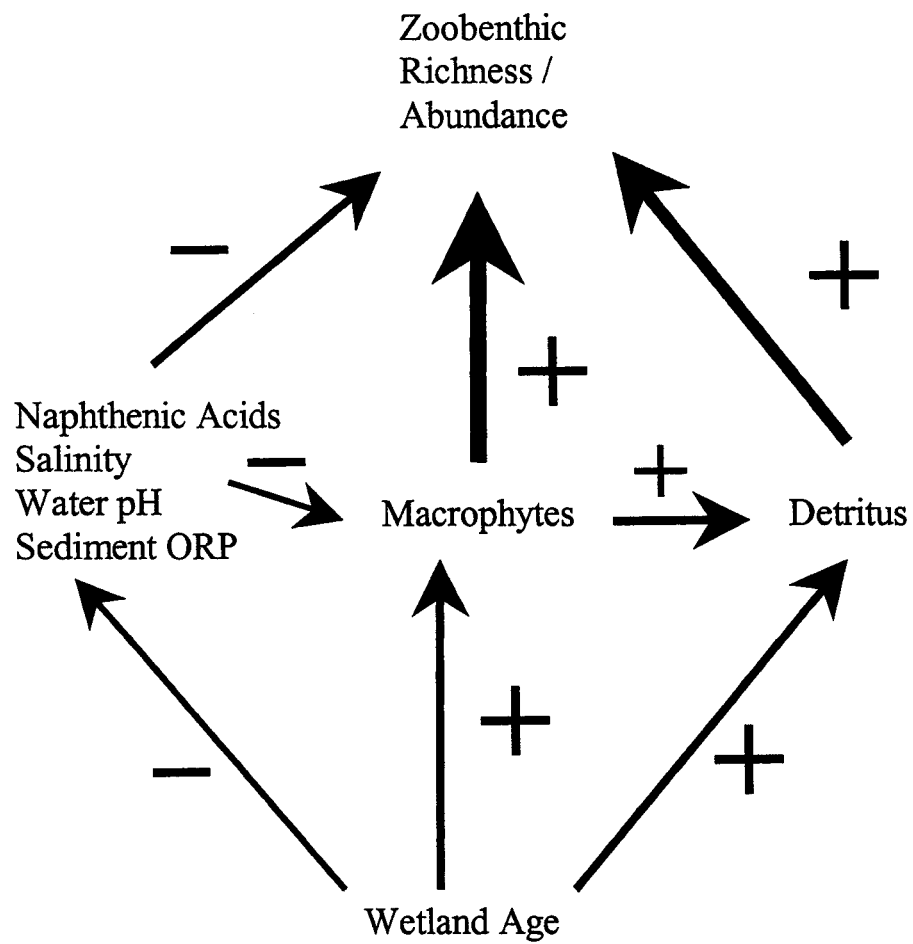 Zoobenthic
Richness /
Abundance
−
+
+
Naphthenic Acids
Salinity
Water pH
Sediment ORP
−
+
Macrophytes
Detritus
−
+
+
Wetland Age